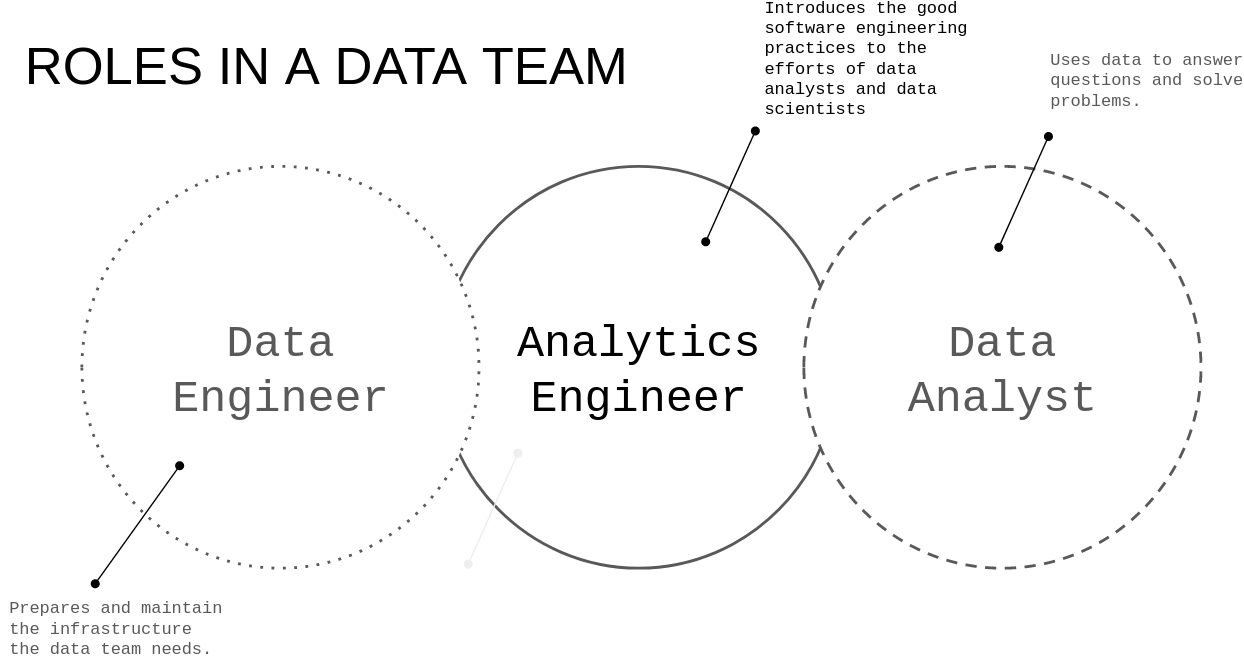 ROLES IN A DATA TEAM
Introduces the good
software engineering
practices to the
efforts of data
analysts and data
scientists
Uses data to answer
questions and solve
problems.
Data
Engineer
Analytics
Engineer
Data
Analyst
Prepares and maintain
the infrastructure
the data team needs.